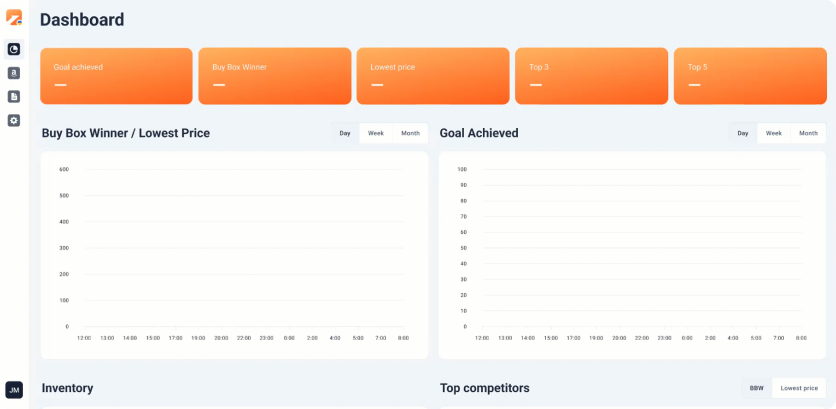 Dashboard
Goal achieved
Buy Box Winner
Lowest price
Top 3
Top 5
Buy Box Winner / Lowest Price
Day Week Month
600
500
400
300
200
100
0
12:00 13:00 14:00 15:00 17:00 19:00 20:00 22:00 23:00 0:00 2:00 4:00 5:00 7:00 8:00
Goal Achieved
Day Week Month
100
90
80
70
60
50
40
30
20
10
0
12:00 13:00 14:00 15:00 17:00 19:00 20:00 22:00 23:00 0:00 2:00 4:00 5:00 7:00 8:00
JM
Inventory
Top competitors
BBW Lowest price